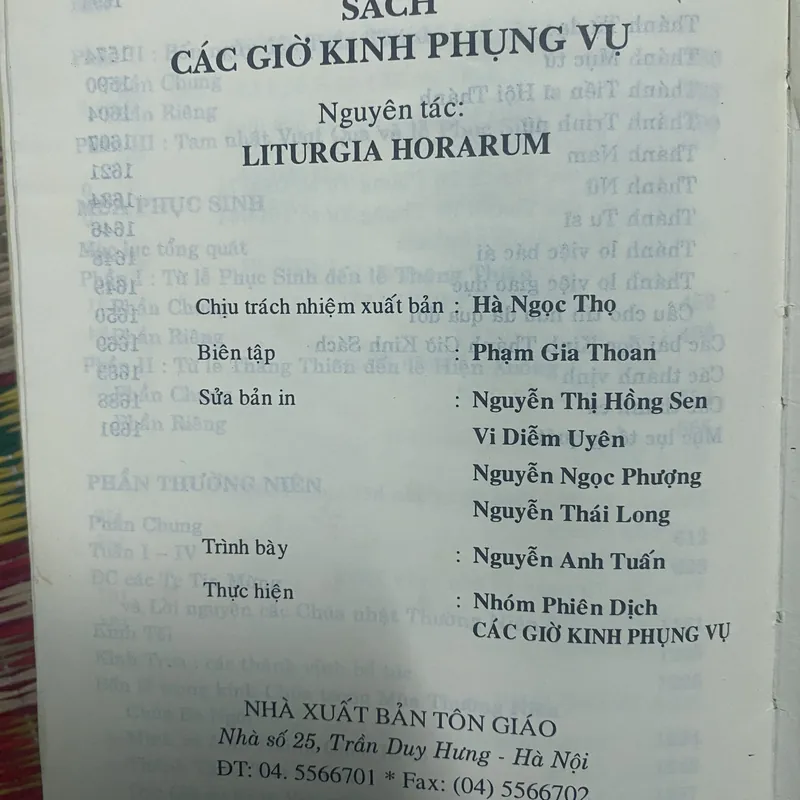 SÁCH
CÁC GIỜ KINH PHỤNG VỤ
Nguyên tác:
LITURGIA HORARUM
Chịu trách nhiệm xuất bản : Hà Ngọc Thọ
Biên tập : Phạm Gia Thoan
Sửa bản in : Nguyễn Thị Hồng Sen
Vi Diễm Uyên
Nguyễn Ngọc Phượng
Nguyễn Thái Long
Trình bày : Nguyễn Anh Tuấn
Thực hiện : Nhóm Phiên Dịch
CÁC GIỜ KINH PHỤNG VỤ
NHÀ XUẤT BẢN TÔN GIÁO
Nhà số 25, Trần Duy Hưng - Hà Nội
ĐT: 04. 5566701 * Fax: (04) 5566702